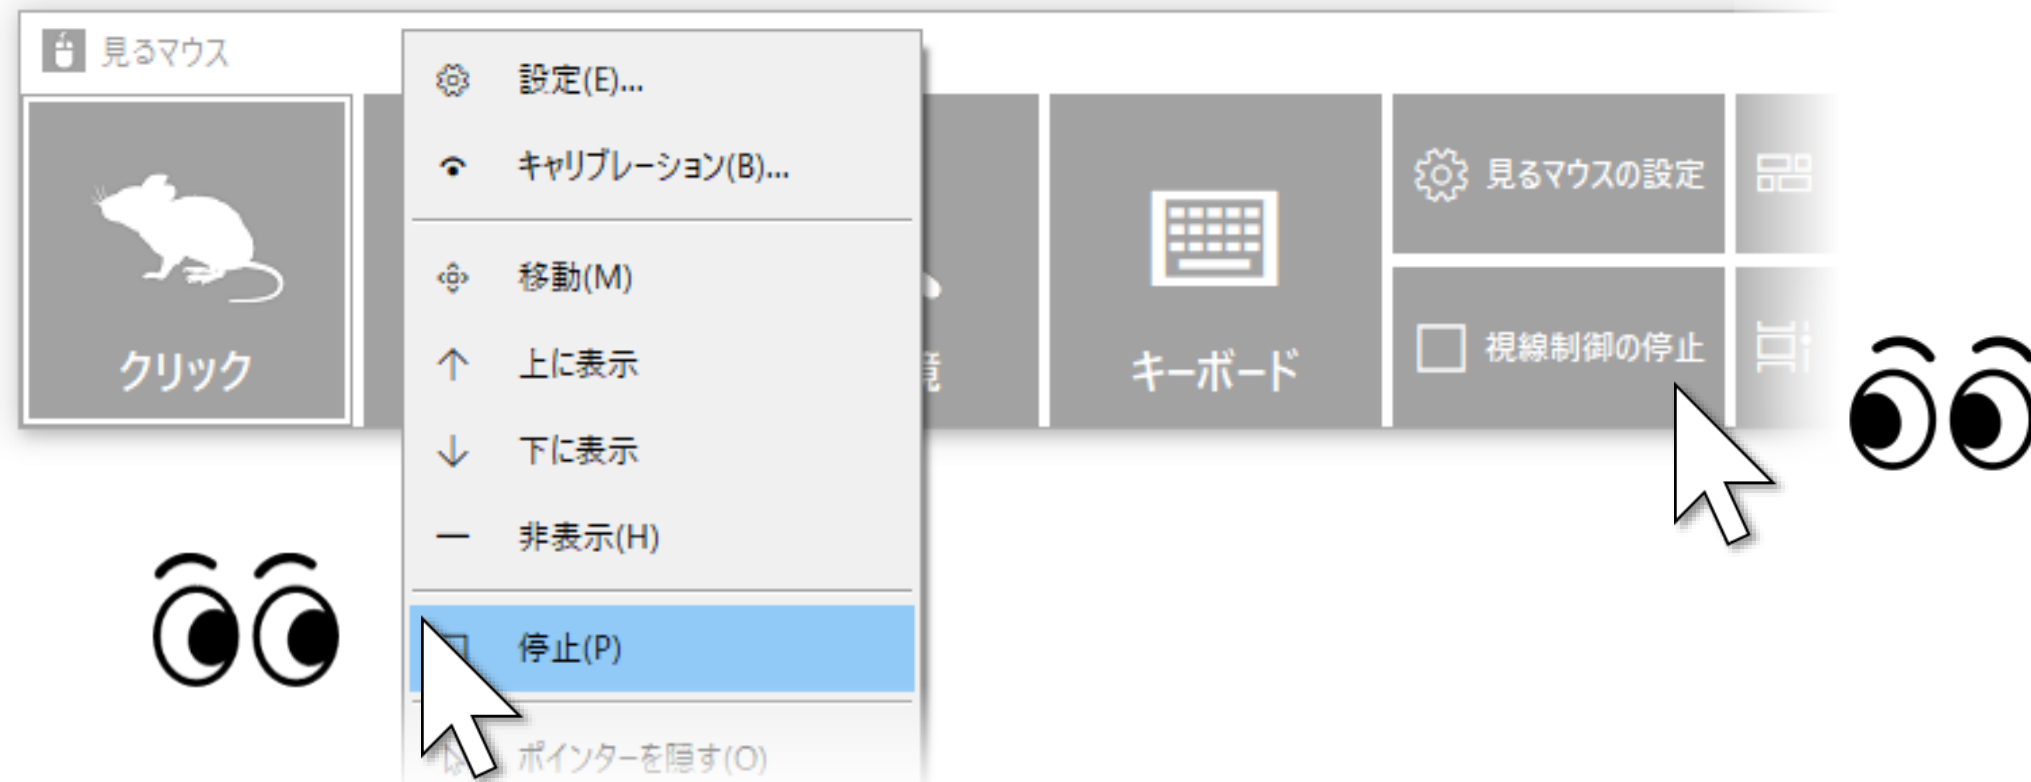 見るマウス
設定(E)...
キャリブレーション(B)...
移動(M)
上に表示
下に表示
非表示(H)
停止(P)
ポインターを隠す(O)
クリック
境
キーボード
見るマウスの設定
視線制御の停止